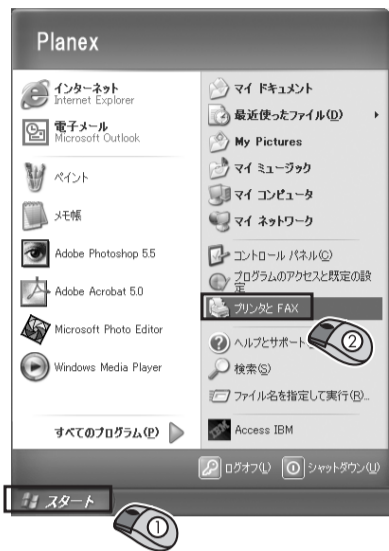 Planex
インターネット
Internet Explorer
電子メール
Microsoft Outlook
ペイント
メモ帳
Adobe Photoshop 5.5
Adobe Acrobat 5.0
Microsoft Photo Editor
Windows Media Player
すべてのプログラム(P)
マイ ドキュメント
最近使ったファイル(D)
My Pictures
マイ ミュージック
マイ コンピュータ
マイ ネットワーク
コントロール パネル(C)
プログラムのアクセスと既定の設
定
プリンタと FAX
②
ヘルプとサポート
検索(S)
ファイル名を指定して実行(R)...
IBM
Access IBM
ログオフ(L)
シャットダウン(U)
スタート
①